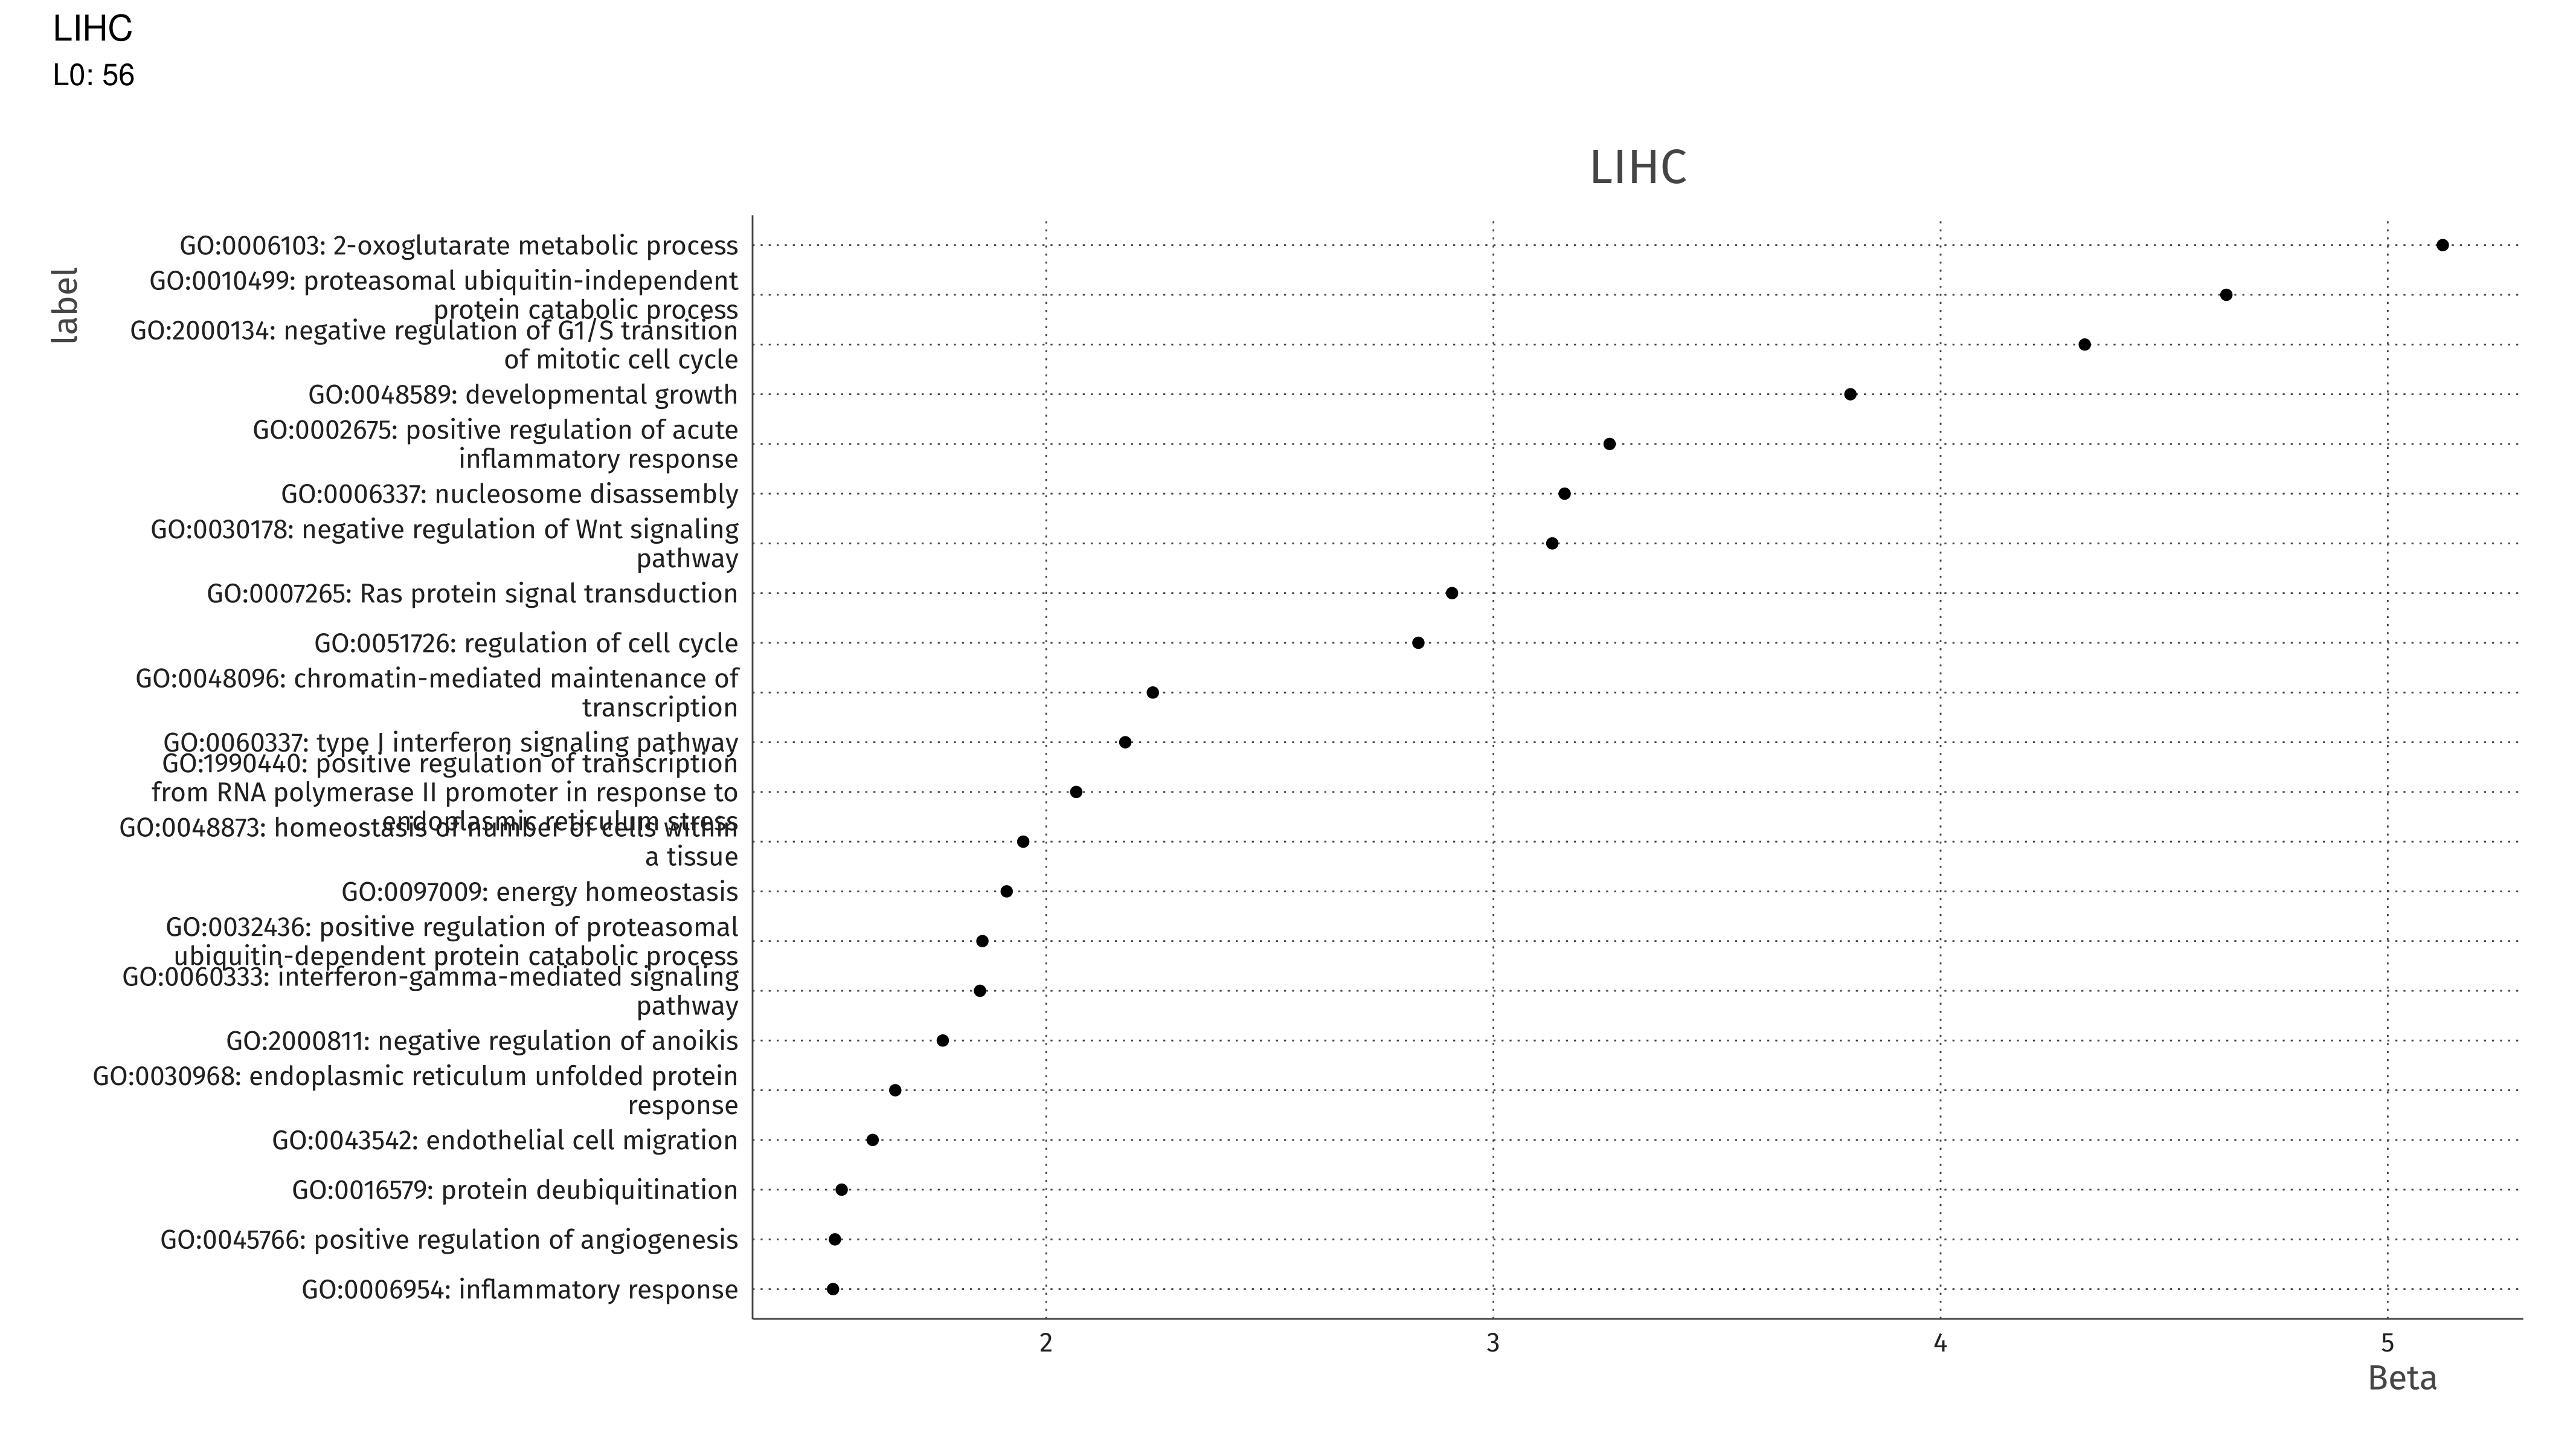 LIHC
L0: 56
LIHC
label
GO:0006103: 2-oxoglutarate metabolic process
GO:0010499: proteasomal ubiquitin-independent
protein catabolic process
GO:2000134: negative regulation of G1/S transition
of mitotic cell cycle
GO:0048589: developmental growth
GO:0002675: positive regulation of acute
inflammatory response
GO:0006337: nucleosome disassembly
GO:0030178: negative regulation of Wnt signaling
pathway
GO:0007265: Ras protein signal transduction
GO:0051726: regulation of cell cycle
GO:0048096: chromatin-mediated maintenance of
transcription
GO:0060337: type I interferon signaling pathway
GO:1990440: positive regulation of transcription
from RNA polymerase II promoter in response to
endoplasmic reticulum stress
GO:0048873: homeostasis of number of cells within
a tissue
GO:0097009: energy homeostasis
GO:0032436: positive regulation of proteasomal
ubiquitin-dependent protein catabolic process
GO:0060333: interferon-gamma-mediated signaling
pathway
GO:2000811: negative regulation of anoikis
GO:0030968: endoplasmic reticulum unfolded protein
response
GO:0043542: endothelial cell migration
GO:0016579: protein deubiquitination
GO:0045766: positive regulation of angiogenesis
GO:0006954: inflammatory response
2 3 4 5
Beta